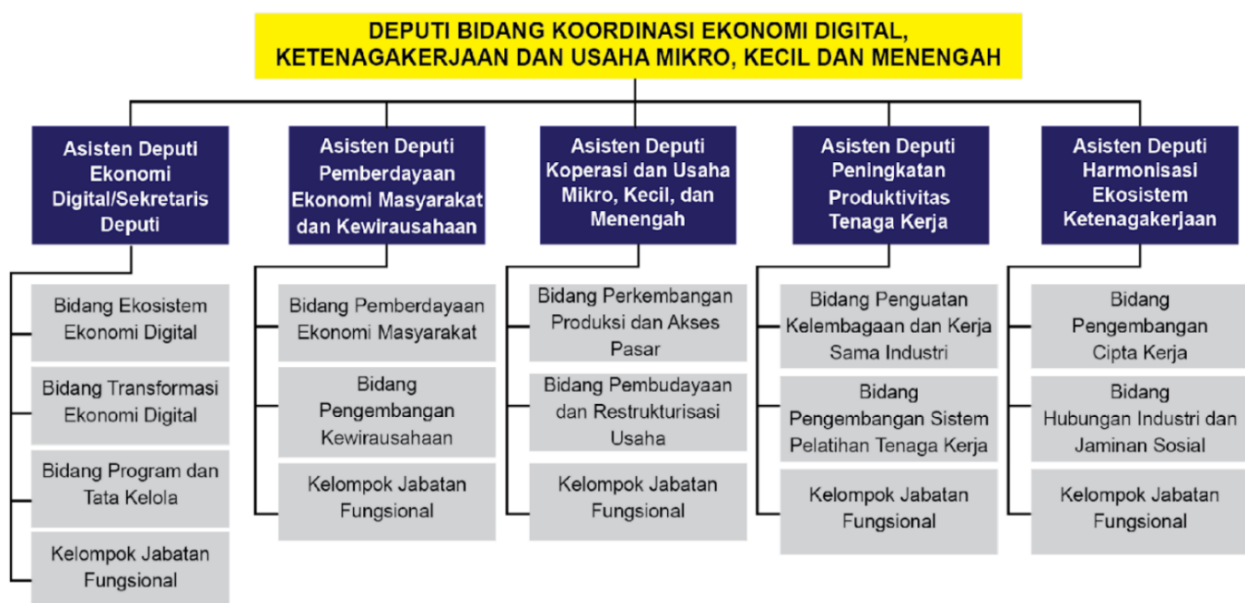 DEPUTI BIDANG KOORDINASI EKONOMI DIGITAL,
KETENAGAKERJAAN DAN USAHA MIKRO, KECIL DAN MENENGAH
Asisten Deputi
Ekonomi
Digital/Sekretaris
Deputi
Bidang Ekosistem
Ekonomi Digital
Bidang Transformasi
Ekonomi Digital
Bidang Program dan
Tata Kelola
Kelompok Jabatan
Fungsional
Asisten Deputi
Pemberdayaan
Ekonomi Masyarakat
dan Kewirausahaan
Bidang Pemberdayaan
Ekonomi Masyarakat
Bidang
Pengembangan
Kewirausahaan
Kelompok Jabatan
Fungsional
Asisten Deputi
Koperasi dan Usaha
Mikro, Kecil, dan
Menengah
Bidang Perkembangan
Produksi dan Akses
Pasar
Bidang Pembudayaan
dan Restrukturisasi
Usaha
Kelompok Jabatan
Fungsional
Asisten Deputi
Peningkatan
Produktivitas
Tenaga Kerja
Bidang Penguatan
Kelembagaan dan Kerja
Sama Industri
Bidang
Pengembangan Sistem
Pelatihan Tenaga Kerja
Kelompok Jabatan
Fungsional
Asisten Deputi
Harmonisasi
Ekosistem
Ketenagakerjaan
Bidang
Pengembangan
Cipta Kerja
Bidang
Hubungan Industri dan
Jaminan Sosial
Kelompok Jabatan
Fungsional